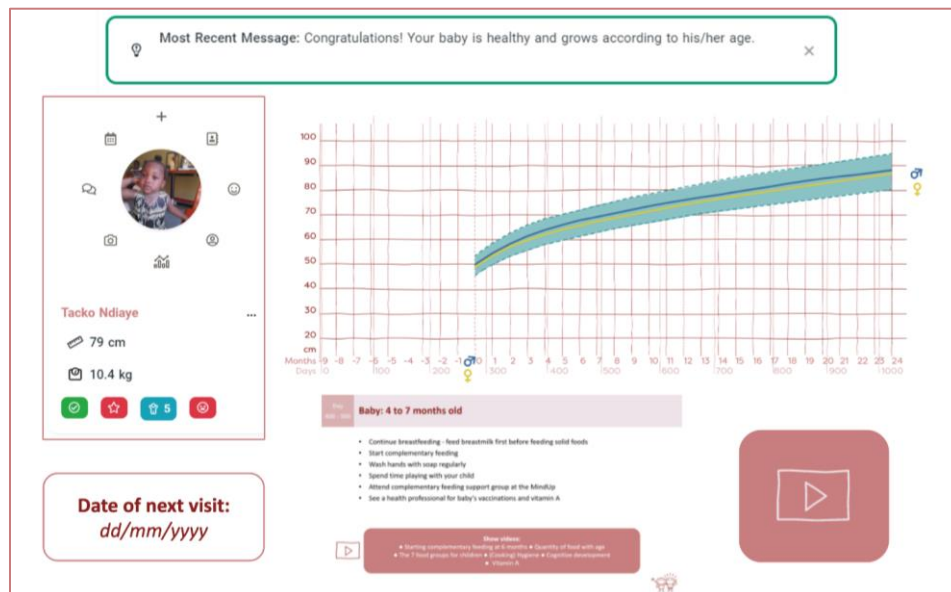 Most Recent Message: Congratulations! Your baby is healthy and grows according to his/her age.
Tacko Ndiaye
79 cm
10.4 kg
5
Date of next visit:
dd/mm/yyyy
100
90
80
70
60
50
40
30
20
cm
Months -9 -8 -7 -6 -5 -4 -3 -2 -1 0 1 2 3 4 5 6 7 8 9 10 11 12 13 14 15 16 17 18 19 20 21 22 23 24
Days 0 100 200 300 400 500 600 700 800 900 1000
Baby: 4 to 7 months old
• Continue breastfeeding - feed breastmilk first before feeding solid foods
• Start complementary feeding
• Wash hands with soap regularly
• Spend time playing with your child
• Attend complementary feeding support group at the MindUp
• See a health professional for baby's vaccinations and vitamin A
Show videos:
• Starting complementary feeding at 6 months • Quantity of food with age
• The 7 food groups for children • (Cooking) Hygiene • Cognitive development
• Vitamin A